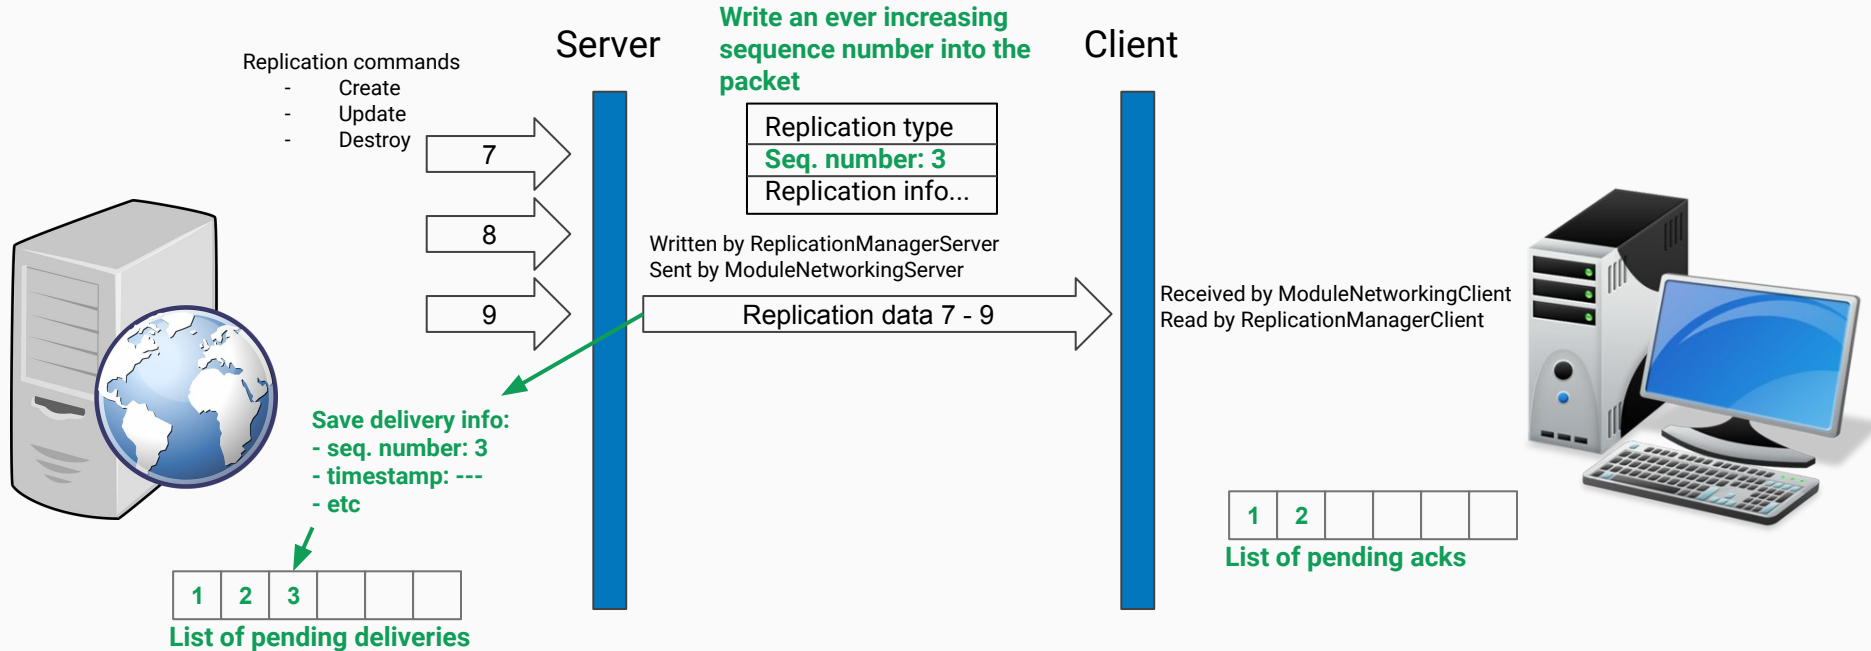 Replication commands
- Create
- Update
- Destroy
7
8
9
Server
Write an ever increasing
sequence number into the
packet
Replication type
Seq. number: 3
Replication info...
Written by ReplicationManagerServer
Sent by ModuleNetworkingServer
Replication data 7 - 9
Client
Received by ModuleNetworkingClient
Read by ReplicationManagerClient
Save delivery info:
- seq. number: 3
- timestamp: ---
- etc
1 2 3
List of pending deliveries
1 2
List of pending acks